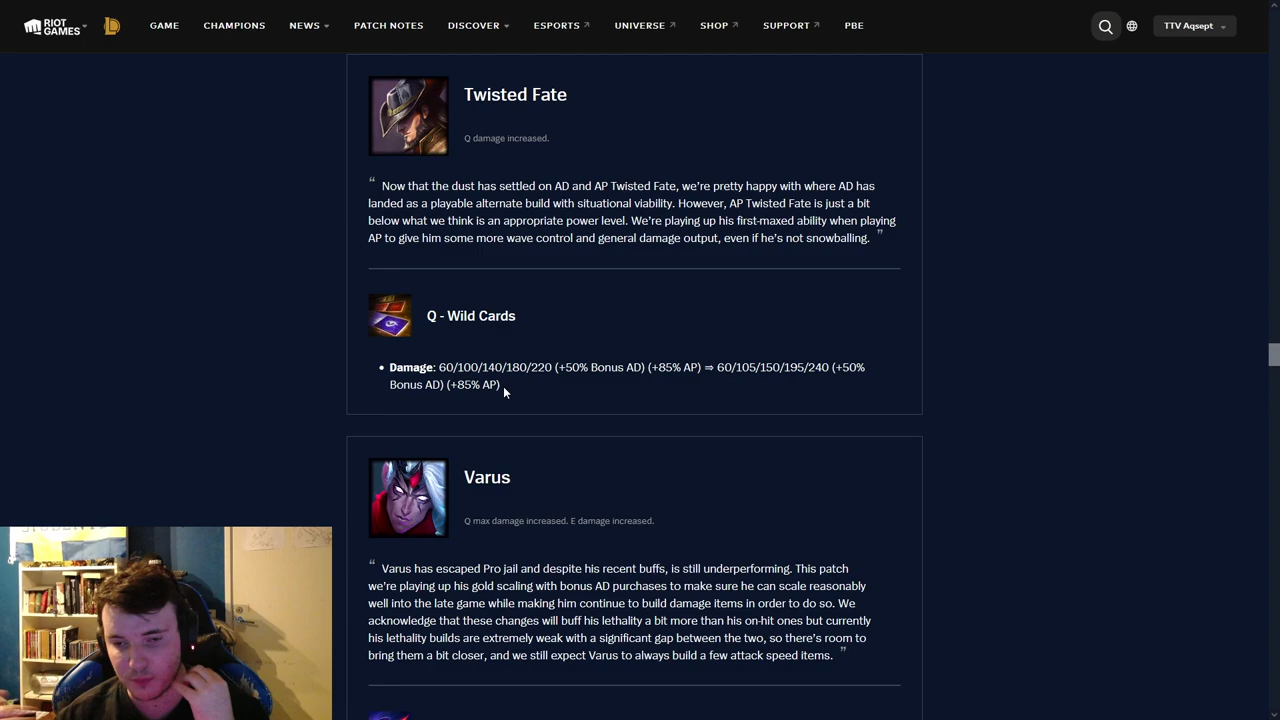 RIOT GAMES GAME CHAMPIONS NEWS PATCH NOTES DISCOVER ESPORTS UNIVERSE SHOP SUPPORT PBE TTV Aqsept
Twisted Fate
Q damage increased.
“ Now that the dust has settled on AD and AP Twisted Fate, we’re pretty happy with where AD has
landed as a playable alternate build with situational viability. However, AP Twisted Fate is just a bit
below what we think is an appropriate power level. We’re playing up his first-maxed ability when playing
AP to give him some more wave control and general damage output, even if he’s not snowballing. ”
Q - Wild Cards
• Damage: 60/100/140/180/220 (+50% Bonus AD) (+85% AP) ⇒ 60/105/150/195/240 (+50%
Bonus AD) (+85% AP)
Varus
Q max damage increased. E damage increased.
“ Varus has escaped Pro jail and despite his recent buffs, is still underperforming. This patch
we’re playing up his gold scaling with bonus AD purchases to make sure he can scale reasonably
well into the late game while making him continue to build damage items in order to do so. We
acknowledge that these changes will buff his lethality a bit more than his on-hit ones but currently
his lethality builds are extremely weak with a significant gap between the two, so there’s room to
bring them a bit closer, and we still expect Varus to always build a few attack speed items. ”